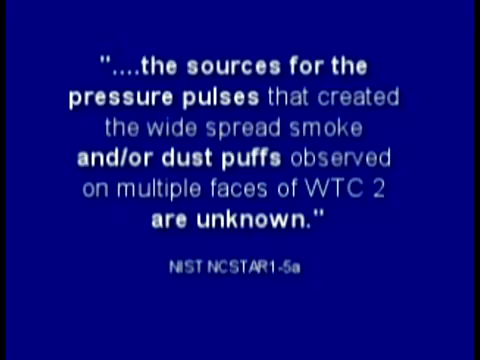 "....the sources for the
pressure pulses that created
the wide spread smoke
and/or dust puffs observed
on multiple faces of WTC 2
are unknown."
NIST NCSTAR1-5a